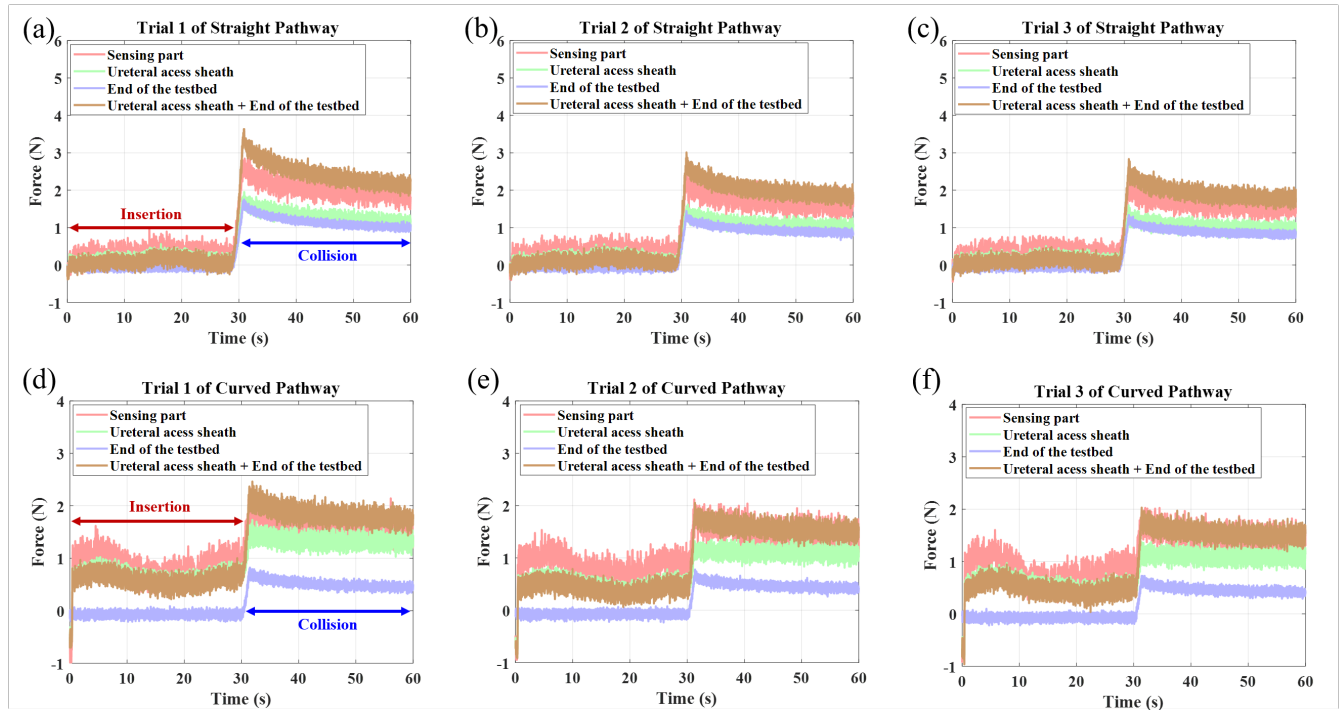 (a)
Trial 1 of Straight Pathway
Sensing part
Ureteral acess sheath
End of the testbed
Ureteral acess sheath + End of the testbed
Insertion
Collision
Force (N)
6
5
4
3
2
1
0
-1
0 10 20 30 40 50 60
Time (s)
(b)
Trial 2 of Straight Pathway
Sensing part
Ureteral acess sheath
End of the testbed
Ureteral acess sheath + End of the testbed
Force (N)
6
5
4
3
2
1
0
-1
0 10 20 30 40 50 60
Time (s)
(c)
Trial 3 of Straight Pathway
Sensing part
Ureteral acess sheath
End of the testbed
Ureteral acess sheath + End of the testbed
Force (N)
6
5
4
3
2
1
0
-1
0 10 20 30 40 50 60
Time (s)
(d)
Trial 1 of Curved Pathway
Sensing part
Ureteral acess sheath
End of the testbed
Ureteral acess sheath + End of the testbed
Insertion
Collision
Force (N)
4
3
2
1
0
-1
0 10 20 30 40 50 60
Time (s)
(e)
Trial 2 of Curved Pathway
Sensing part
Ureteral acess sheath
End of the testbed
Ureteral acess sheath + End of the testbed
Force (N)
4
3
2
1
0
-1
0 10 20 30 40 50 60
Time (s)
(f)
Trial 3 of Curved Pathway
Sensing part
Ureteral acess sheath
End of the testbed
Ureteral acess sheath + End of the testbed
Force (N)
4
3
2
1
0
-1
0 10 20 30 40 50 60
Time (s)